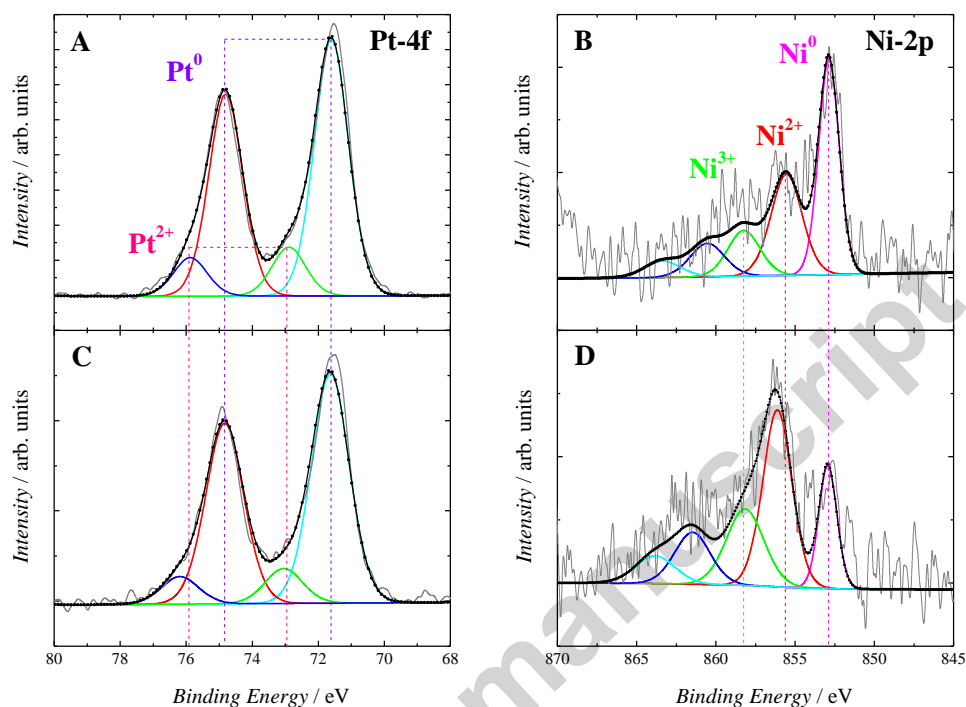 A
Pt-4f
Pt⁰
Pt²⁺
Intensity / arb. units
B
Ni-2p
Ni⁰
Ni²⁺
Ni³⁺
Intensity / arb. units
C
Intensity / arb. units
80 78 76 74 72 70 68
Binding Energy / eV
D
Intensity / arb. units
870 865 860 855 850 845
Binding Energy / eV
manuscript